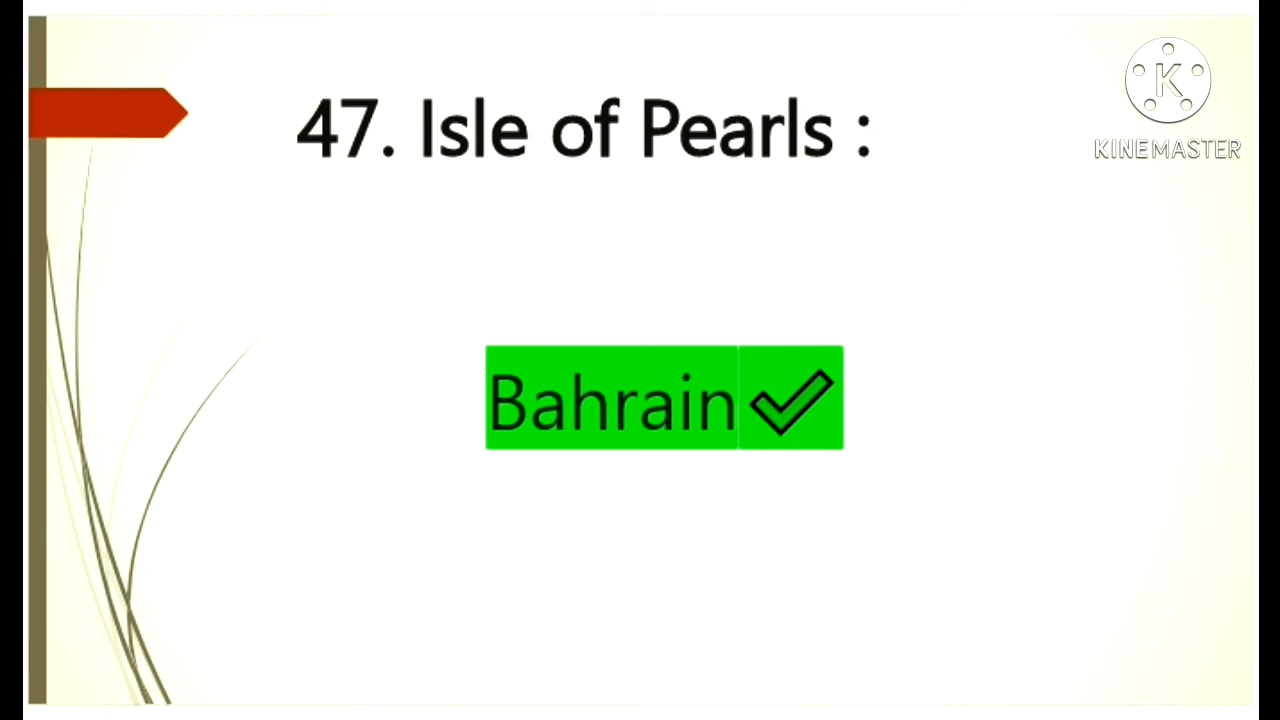 47. Isle of Pearls :
K
KINEMASTER
Bahrain✓